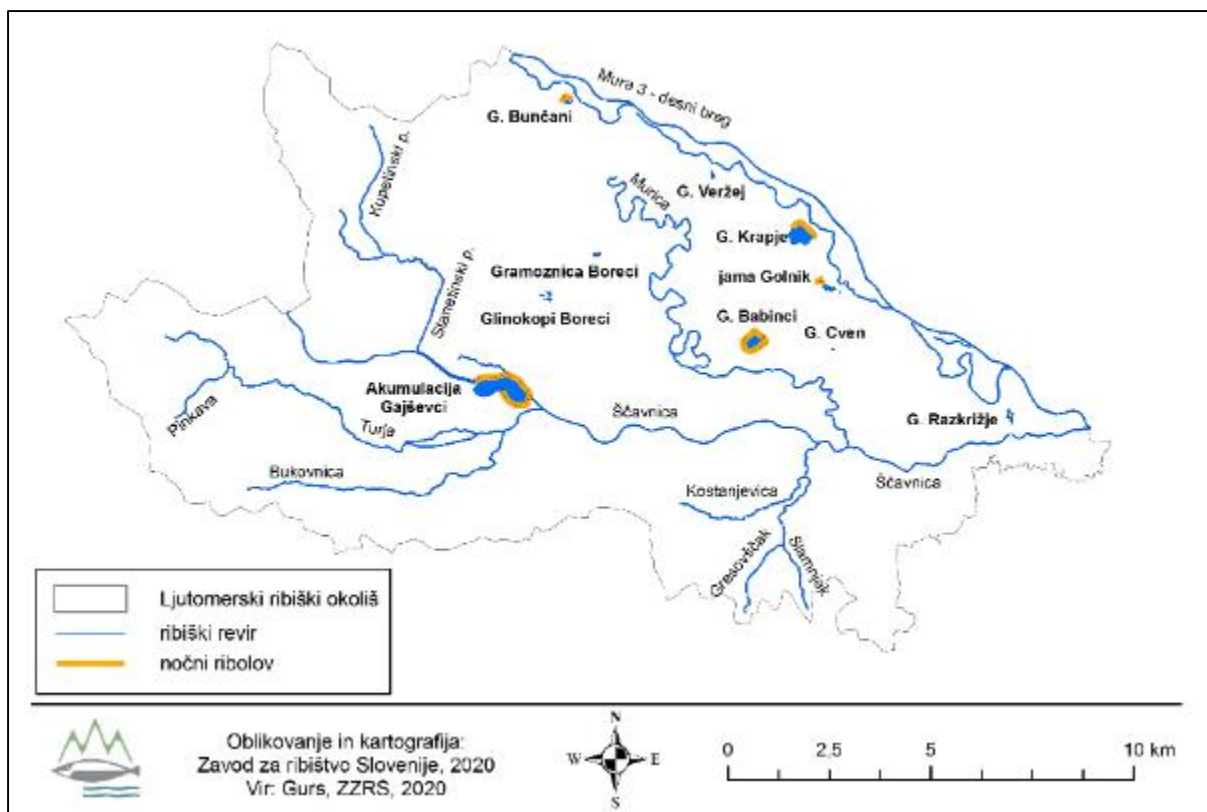 Mura 3 - desni breg
G. Bunčani
Kupetinski p.
Murica
G. Veržej
G. Krapje
Stanetinski p.
Gramoznica Boreci
jama Golnik
Glinokopi Boreci
G. Babinci
G. Cven
Akumulacija
Gajševci
Pinkava
Turja
Ščavnica
G. Razkrižje
Bukovnica
Kostanjevica
Ščavnica
Gresovščak
Slamnjak
Ljutomerski ribiški okoliš
ribiški revir
nočni ribolov
Oblikovanje in kartografija:
Zavod za ribištvo Slovenije, 2020
Vir: Gurs, ZZRS, 2020
N
W E
S
0 2.5 5 10 km